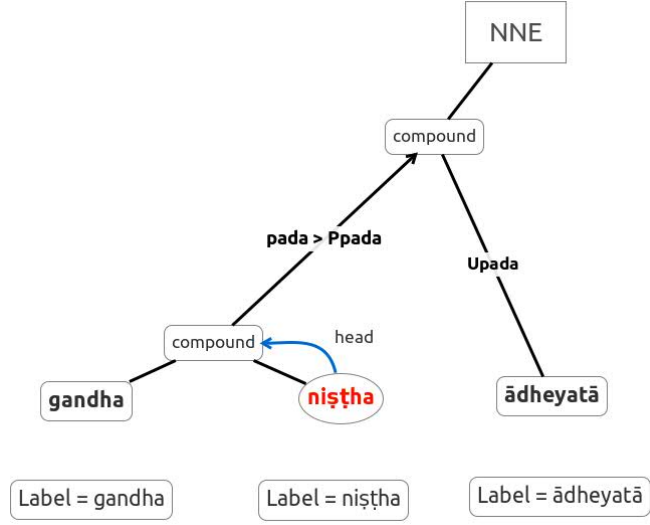 NNE
compound
pada > Ppada
Upada
compound
head
gandha
niṣṭha
ādheyatā
Label = gandha
Label = niṣṭha
Label = ādheyatā